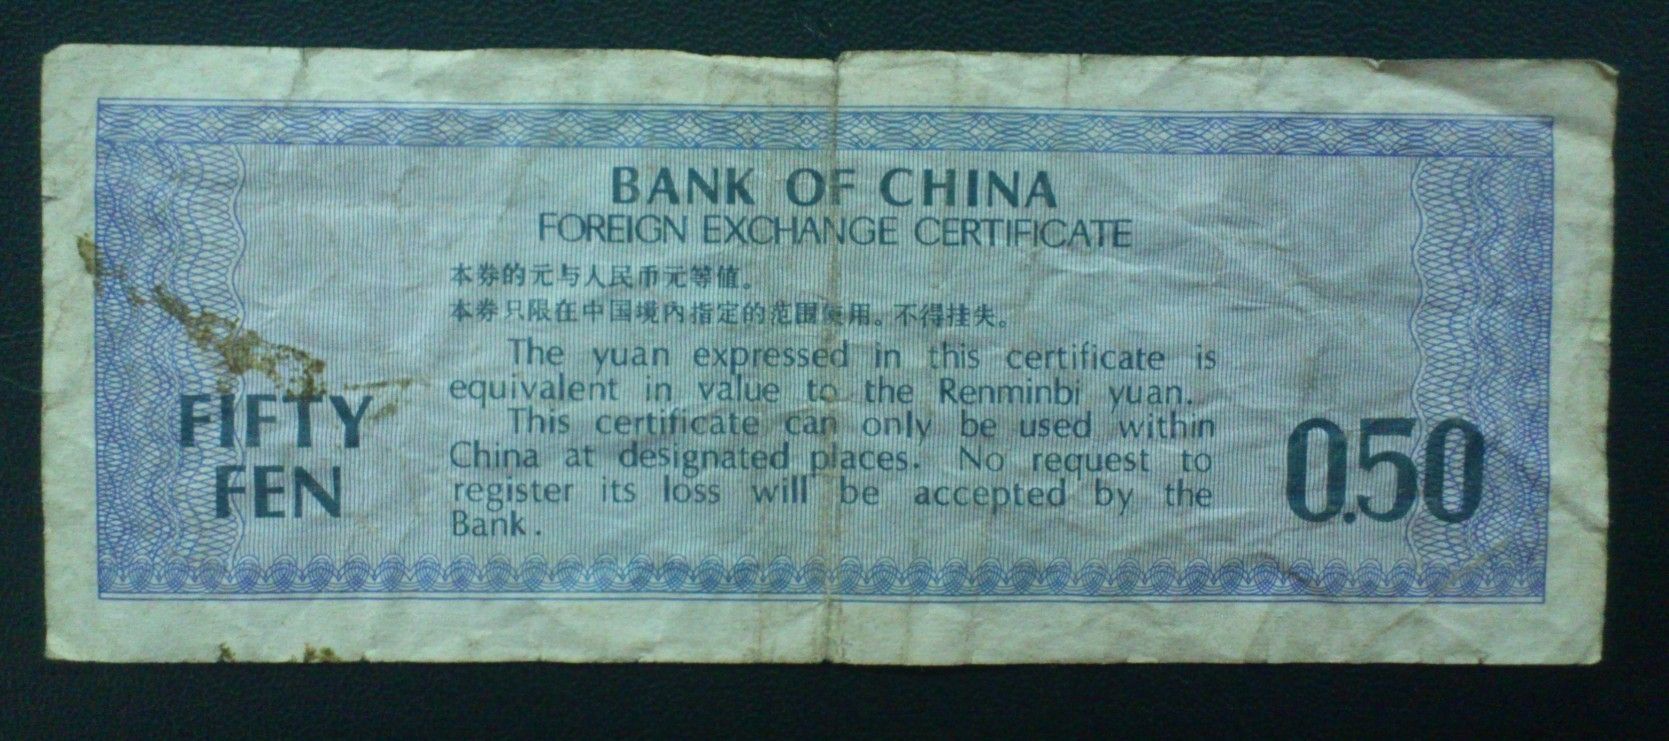 BANK OF CHINA
FOREIGN EXCHANGE CERTIFICATE
本券的元与人民币元等值。
本券只限在中国境内指定的范围使用。不得挂失。
The yuan expressed in this certificate is
equivalent in value to the Renminbi yuan.
This certificate can only be used within
China at designated places. No request to
register its loss will be accepted by the
Bank.
FIFTY
FEN
0.50